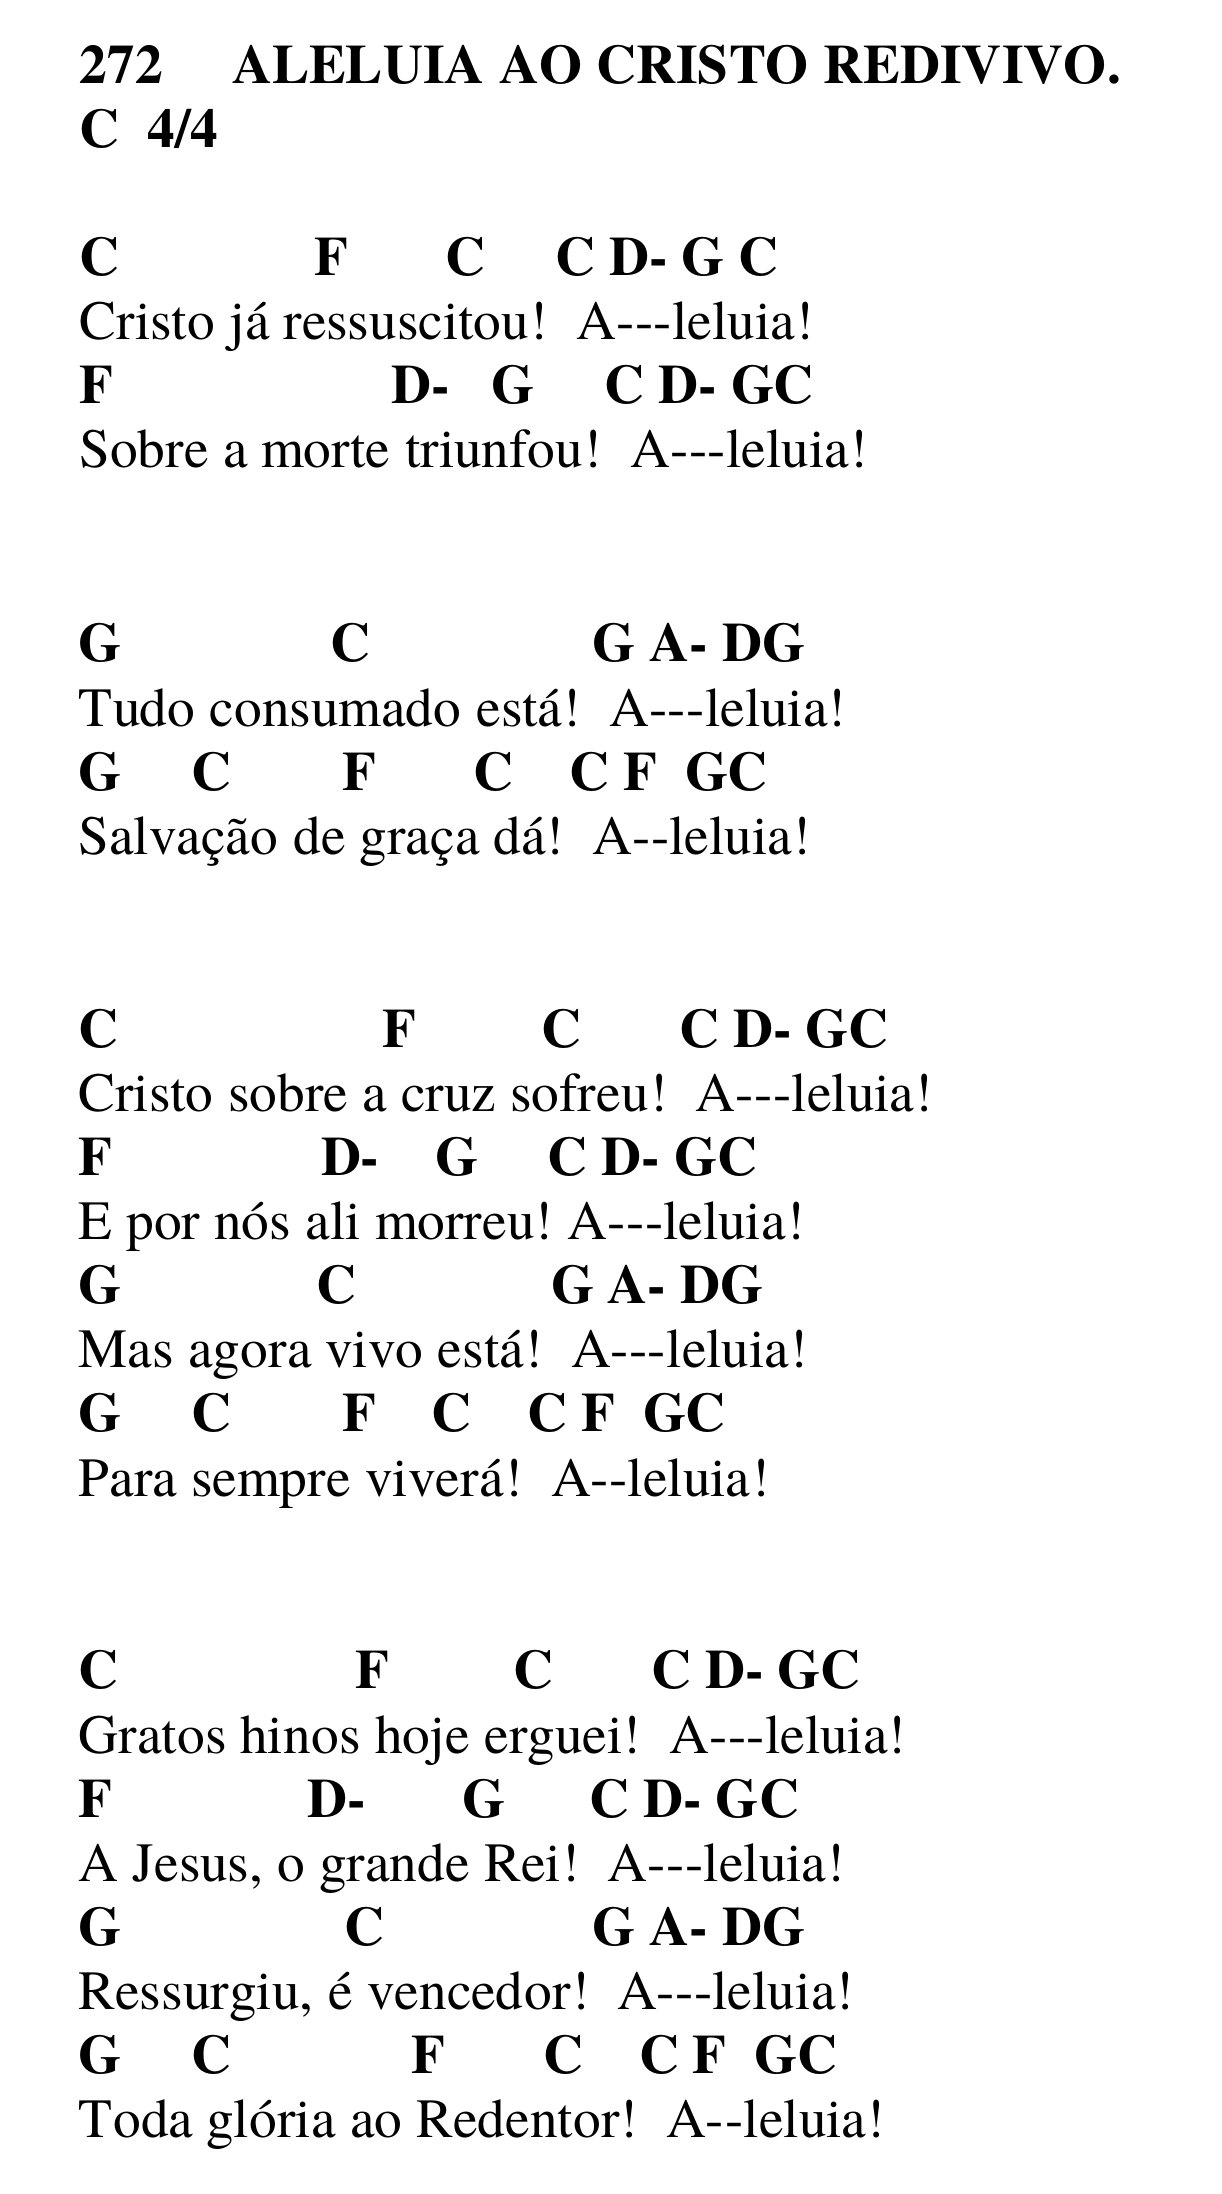 272 ALELUIA AO CRISTO REDIVIVO.
C 4/4
C F C C D- G C
Cristo já ressuscitou! A---leluia!
F D- G C D- GC
Sobre a morte triunfou! A---leluia!
G C G A- DG
Tudo consumado está! A---leluia!
G C F C C F GC
Salvação de graça dá! A--leluia!
C F C C D- GC
Cristo sobre a cruz sofreu! A---leluia!
F D- G C D- GC
E por nós ali morreu! A---leluia!
G C G A- DG
Mas agora vivo está! A---leluia!
G C F C C F GC
Para sempre viverá! A--leluia!
C F C C D- GC
Gratos hinos hoje erguei! A---leluia!
F D- G C D- GC
A Jesus, o grande Rei! A---leluia!
G C G A- DG
Ressurgiu, é vencedor! A---leluia!
G C F C C F GC
Toda glória ao Redentor! A--leluia!